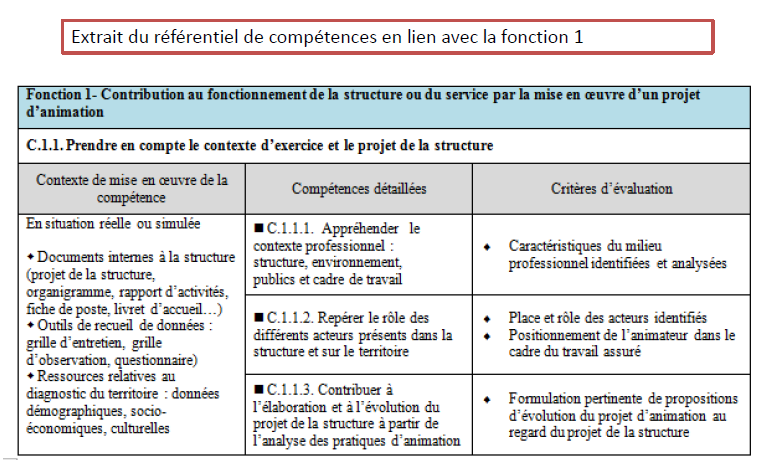 Extrait du référentiel de compétences en lien avec la fonction 1
Fonction 1- Contribution au fonctionnement de la structure ou du service par la mise en œuvre d'un projet
d'animation
C.1.1. Prendre en compte le contexte d'exercice et le projet de la structure
Contexte de mise en œuvre de la
compétence
Compétences détaillées
Critères d'évaluation
En situation réelle ou simulée
✦ Documents internes à la structure
(projet de la structure,
organigramme, rapport d'activités,
fiche de poste, livret d'accueil…)
✦ Outils de recueil de données :
grille d'entretien, grille
d'observation, questionnaire)
✦ Ressources relatives au
diagnostic du territoire : données
démographiques, socio-
économiques, culturelles
■ C.1.1.1. Appréhender le
contexte professionnel :
structure, environnement,
publics et cadre de travail
♦ Caractéristiques du milieu
professionnel identifiées et analysées
■ C.1.1.2. Repérer le rôle des
différents acteurs présents dans la
structure et sur le territoire
♦ Place et rôle des acteurs identifiés
♦ Positionnement de l'animateur dans le
cadre du travail assuré
■ C.1.1.3. Contribuer à
l'élaboration et à l'évolution du
projet de la structure à partir de
l'analyse des pratiques d'animation
♦ Formulation pertinente de propositions
d'évolution du projet d'animation au
regard du projet de la structure